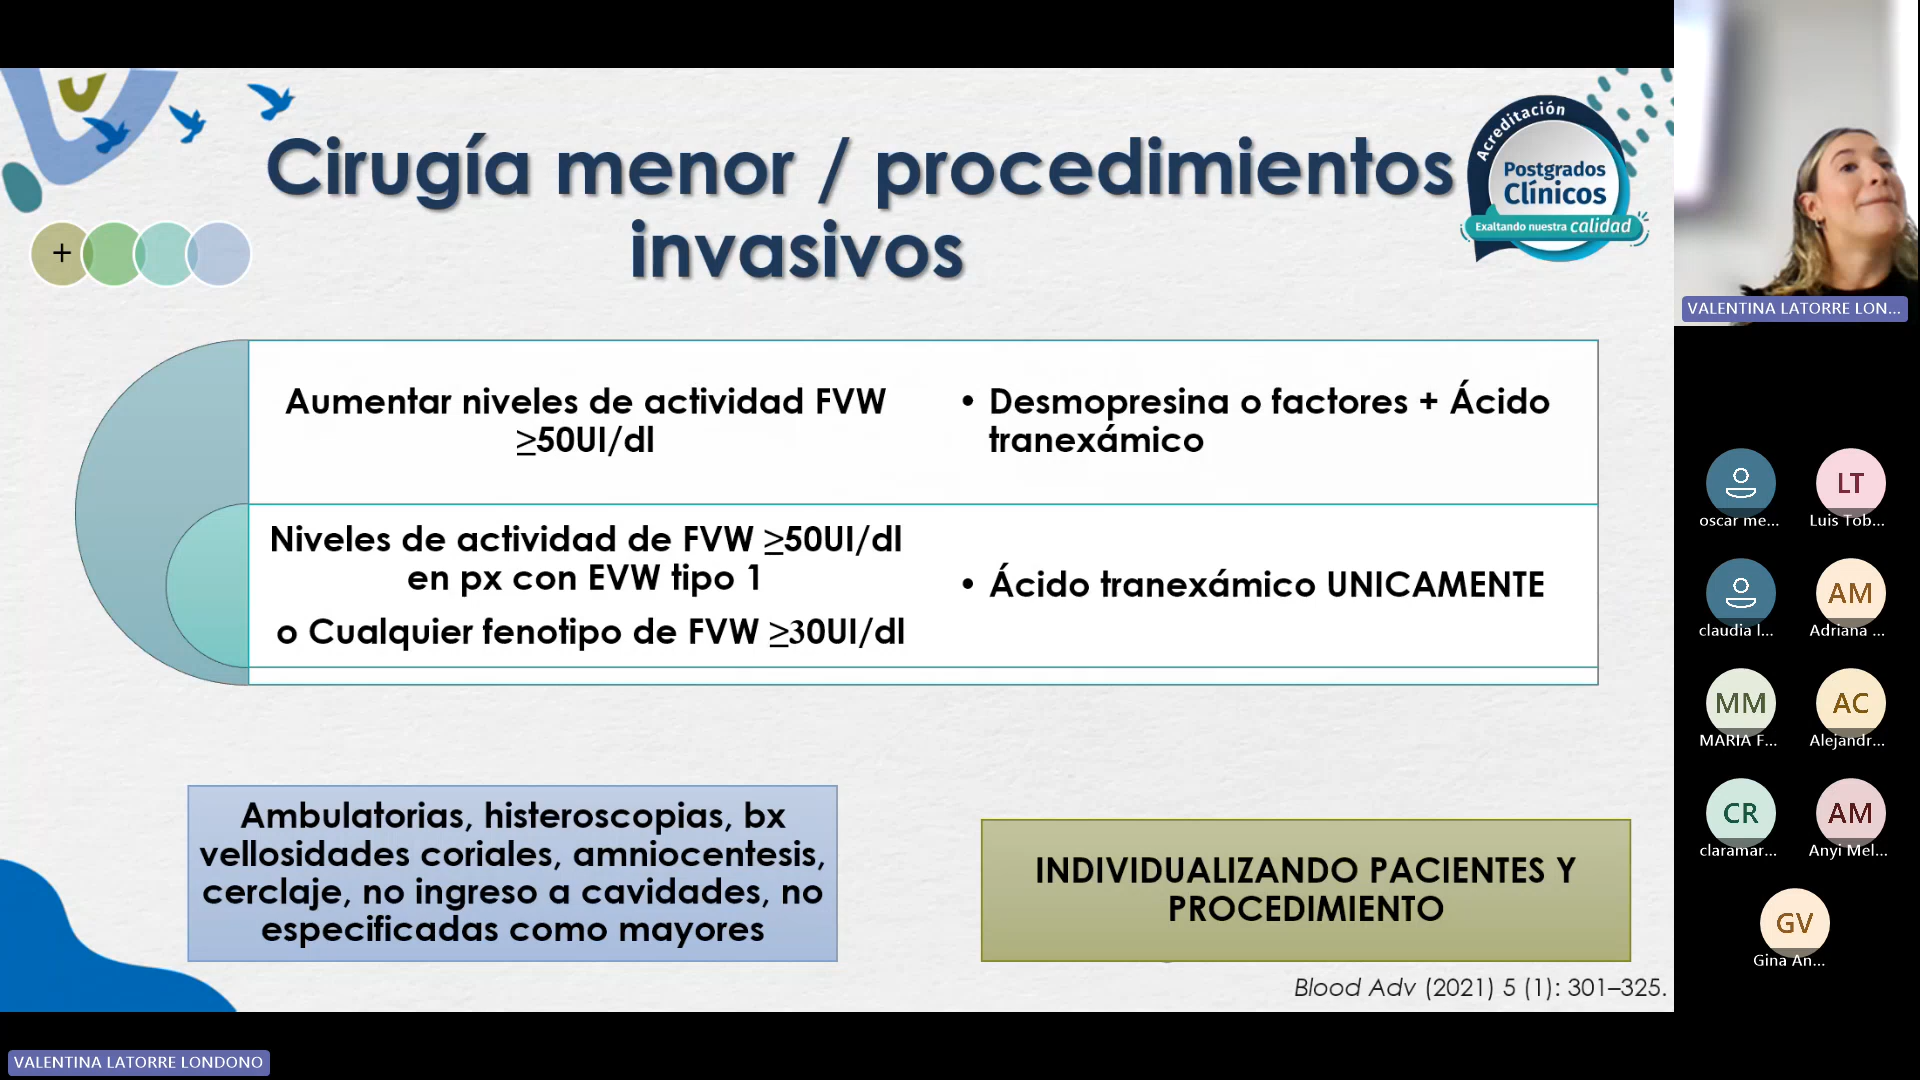 Cirugía menor / procedimientos
invasivos
Acreditación
Postgrados
Clínicos
Exaltando nuestra calidad
+
Aumentar niveles de actividad FVW
≥50UI/dl
• Desmopresina o factores + Ácido
tranexámico
Niveles de actividad de FVW ≥50UI/dl
en px con EVW tipo 1
o Cualquier fenotipo de FVW ≥30UI/dl
• Ácido tranexámico UNICAMENTE
Ambulatorias, histeroscopias, bx
vellosidades coriales, amniocentesis,
cerclaje, no ingreso a cavidades, no
especificadas como mayores
INDIVIDUALIZANDO PACIENTES Y
PROCEDIMIENTO
Blood Adv (2021) 5 (1): 301–325.
VALENTINA LATORRE LONDONO
VALENTINA LATORRE LON...
oscar me...
LT
Luis Tob...
claudia l...
AM
Adriana ...
MM
MARIA F...
AC
Alejandr...
CR
claramar...
AM
Anyi Mel...
GV
Gina An...